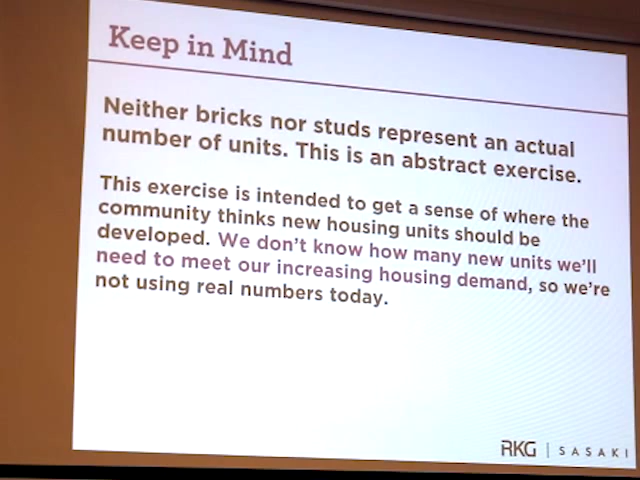 Keep in Mind
Neither bricks nor studs represent an actual
number of units. This is an abstract exercise.
This exercise is intended to get a sense of where the
community thinks new housing units should be
developed. We don't know how many new units we'll
need to meet our increasing housing demand, so we're
not using real numbers today.
RKG | SASAKI